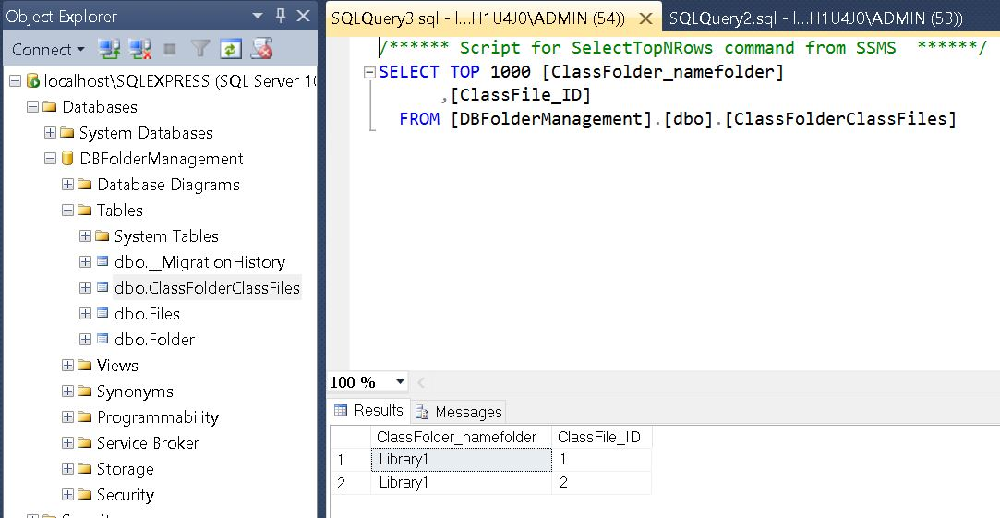 Object Explorer
Connect
localhost\SQLEXPRESS (SQL Server 10
Databases
System Databases
DBFolderManagement
Database Diagrams
Tables
System Tables
dbo.__MigrationHistory
dbo.ClassFolderClassFiles
dbo.Files
dbo.Folder
Views
Synonyms
Programmability
Service Broker
Storage
Security
SQLQuery3.sql - l...H1U4J0\ADMIN (54))
SQLQuery2.sql - l...H1U4J0\ADMIN (53))
/****** Script for SelectTopNRows command from SSMS  ******/
SELECT TOP 1000 [ClassFolder_namefolder]
,[ClassFile_ID]
FROM [DBFolderManagement].[dbo].[ClassFolderClassFiles]
100 %
Results Messages
ClassFolder_namefolder ClassFile_ID
1 Library1 1
2 Library1 2